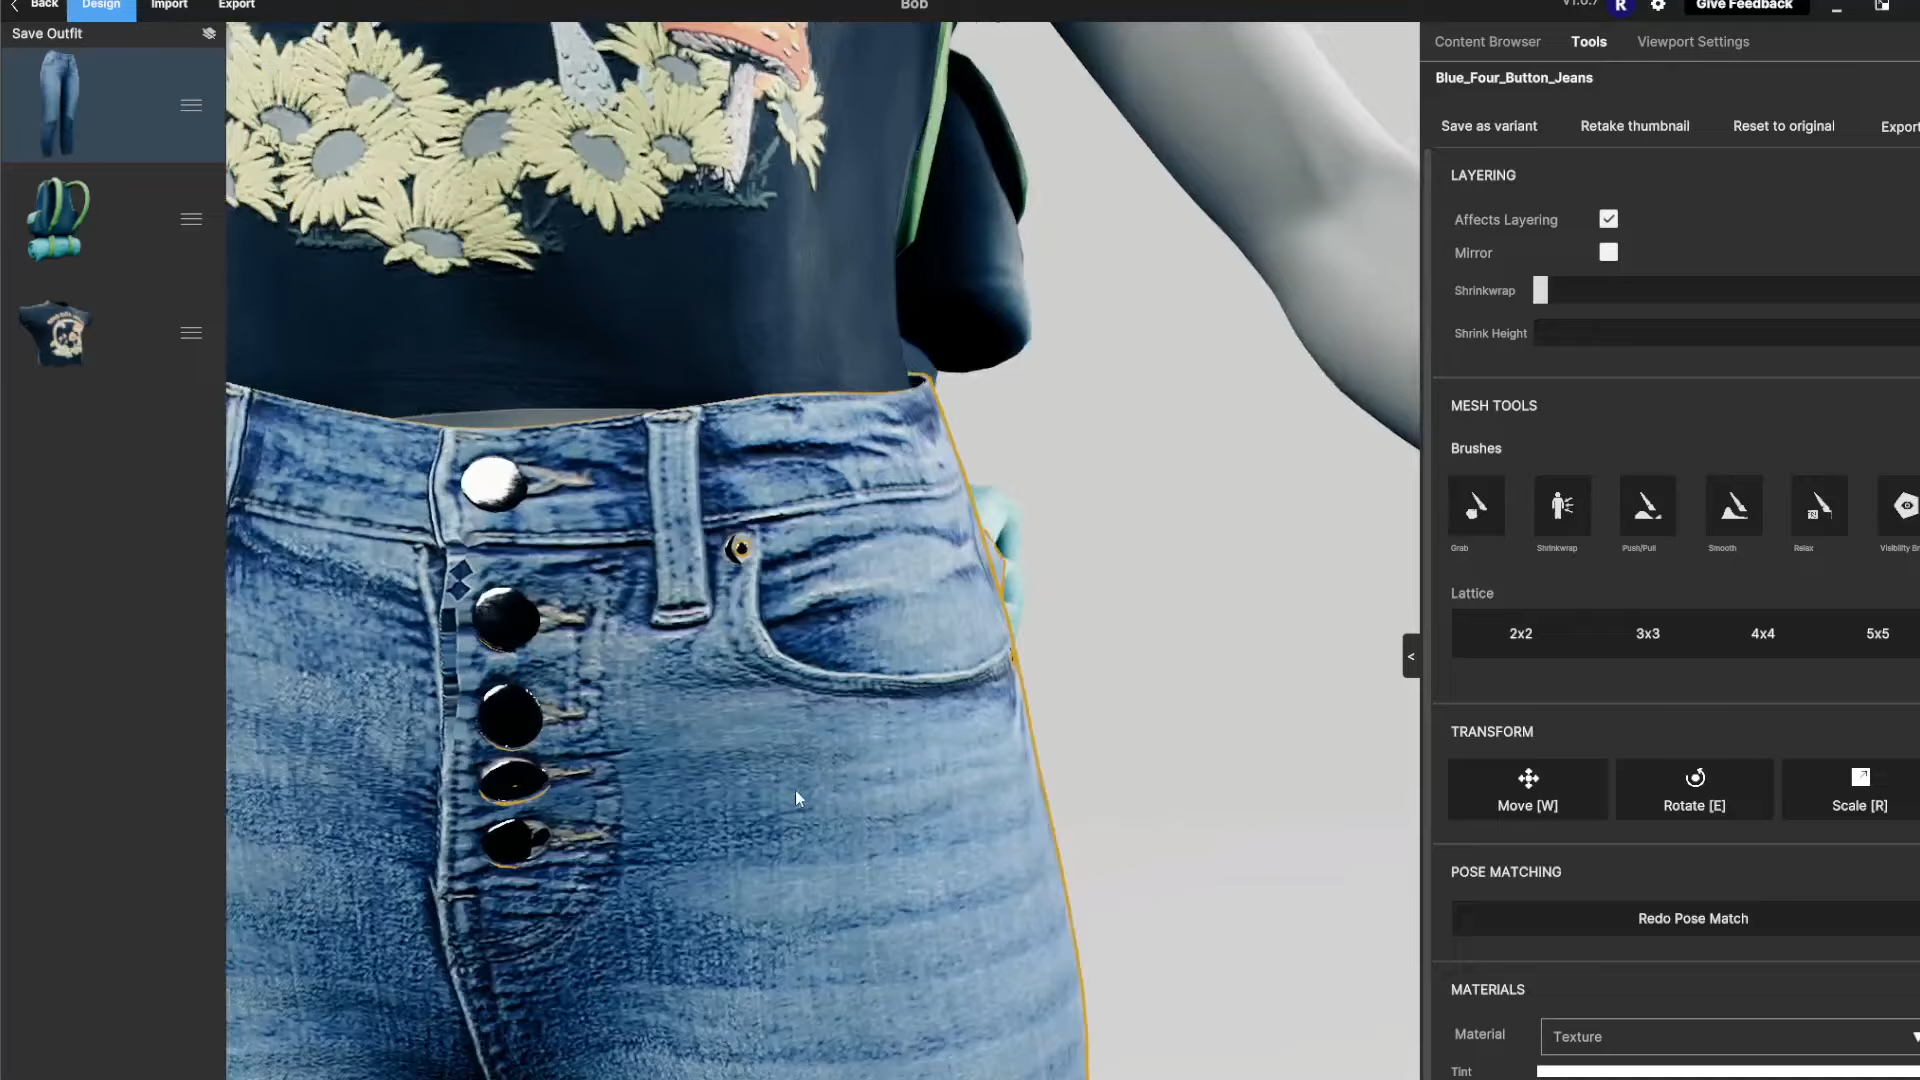 Back
Design
Import
Export
Bob
R
Give Feedback
Save Outfit
Content Browser
Tools
Viewport Settings
Blue_Four_Button_Jeans
Save as variant
Retake thumbnail
Reset to original
Export
LAYERING
Affects Layering
Mirror
Shrinkwrap
Shrink Height
MESH TOOLS
Brushes
Grab
Shrinkwrap
Push/Pull
Smooth
Relax
Visibility Br
Lattice
2x2
3x3
4x4
5x5
TRANSFORM
Move [W]
Rotate [E]
Scale [R]
POSE MATCHING
Redo Pose Match
MATERIALS
Material
Texture
Tint